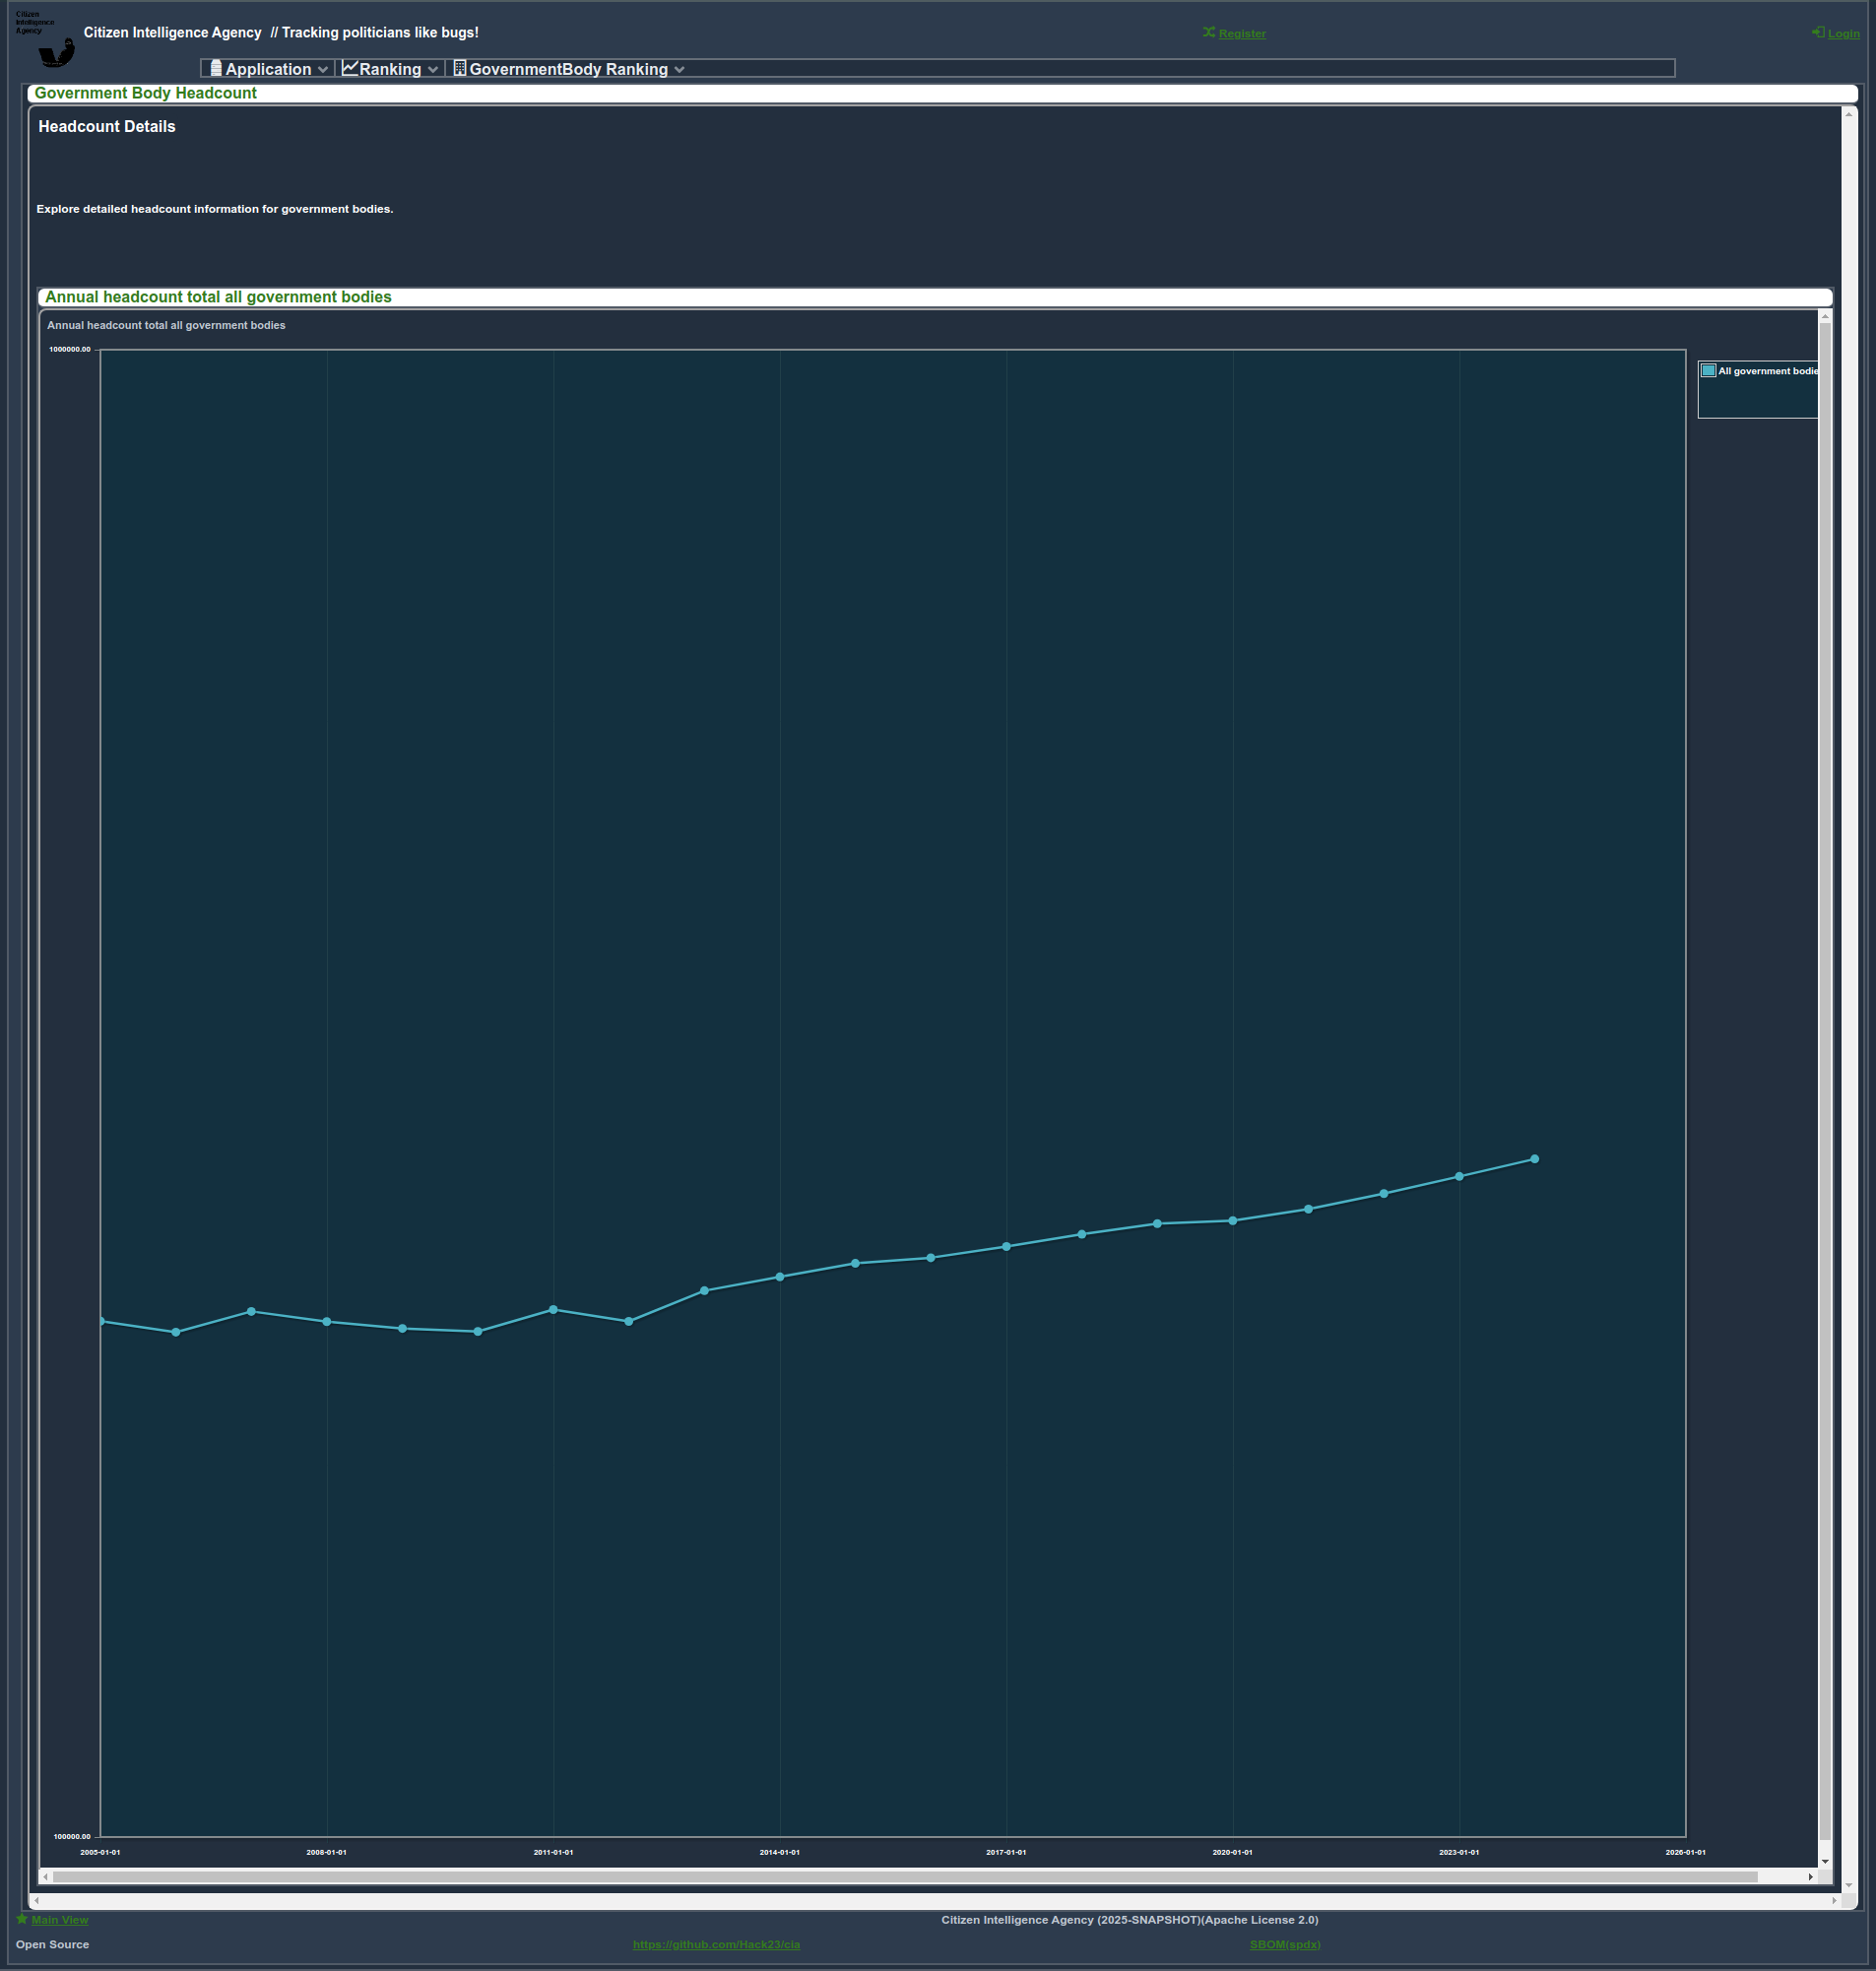 Citizen
Intelligence
Agency
Citizen Intelligence Agency // Tracking politicians like bugs!
Register
Login
Application
Ranking
GovernmentBody Ranking
Government Body Headcount
Headcount Details
Explore detailed headcount information for government bodies.
Annual headcount total all government bodies
Annual headcount total all government bodies
1000000.00
All government bodie
100000.00
2005-01-01
2008-01-01
2011-01-01
2014-01-01
2017-01-01
2020-01-01
2023-01-01
2026-01-01
Main View
Citizen Intelligence Agency (2025-SNAPSHOT)(Apache License 2.0)
Open Source
https://github.com/Hack23/cia
SBOM(spdx)